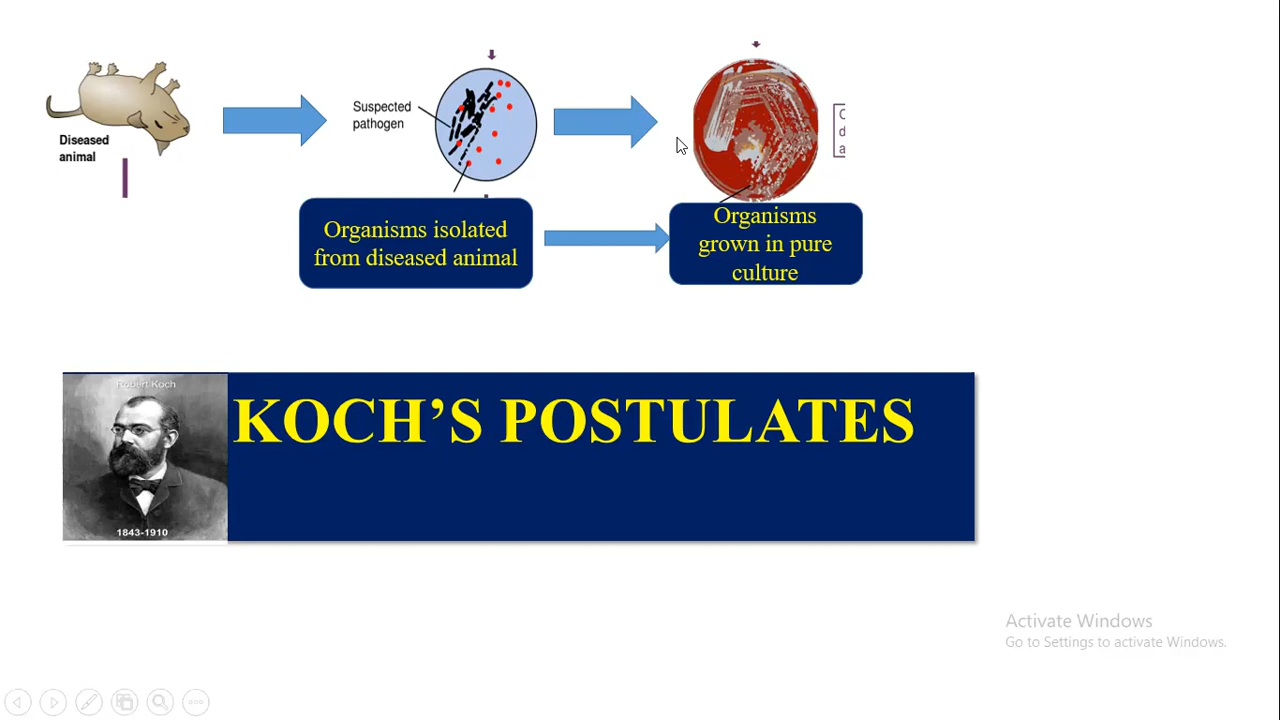 Diseased
animal
Suspected
pathogen
Organisms isolated
from diseased animal
Organisms
grown in pure
culture
Robert Koch
1843-1910
KOCH’S POSTULATES
Activate Windows
Go to Settings to activate Windows.